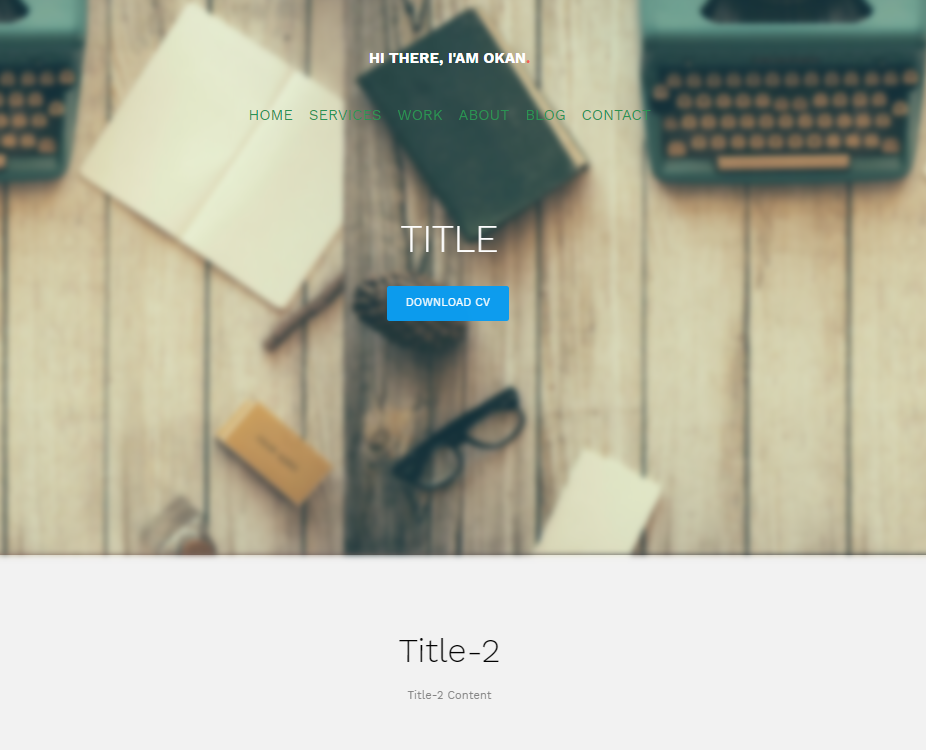 HI THERE, I'AM OKAN.
HOME SERVICES WORK ABOUT BLOG CONTACT
TITLE
DOWNLOAD CV
Title-2
Title-2 Content